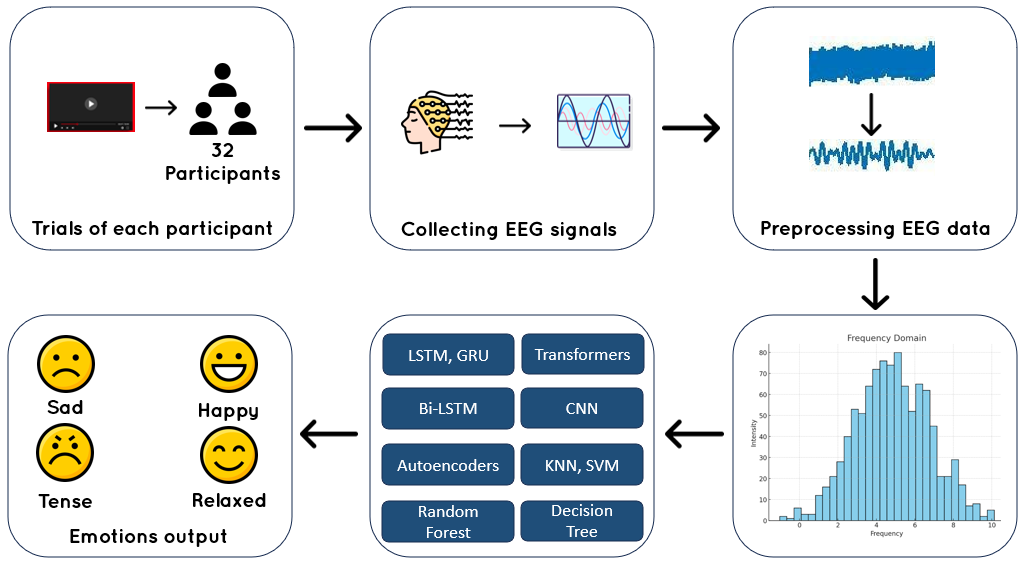 32
Participants
Trials of each participant
Collecting EEG signals
Preprocessing EEG data
Sad
Happy
Tense
Relaxed
Emotions output
LSTM, GRU
Transformers
Bi-LSTM
CNN
Autoencoders
KNN, SVM
Random
Forest
Decision
Tree
Frequency Domain
Intensity
80
70
60
50
40
30
20
10
0
0 2 4 6 8 10
Frequency